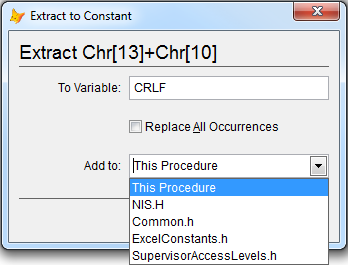 Extract to Constant
Extract Chr[13]+Chr[10]
To Variable: CRLF
Replace All Occurrences
Add to: This Procedure
This Procedure
NIS.H
Common.h
ExcelConstants.h
SupervisorAccessLevels.h